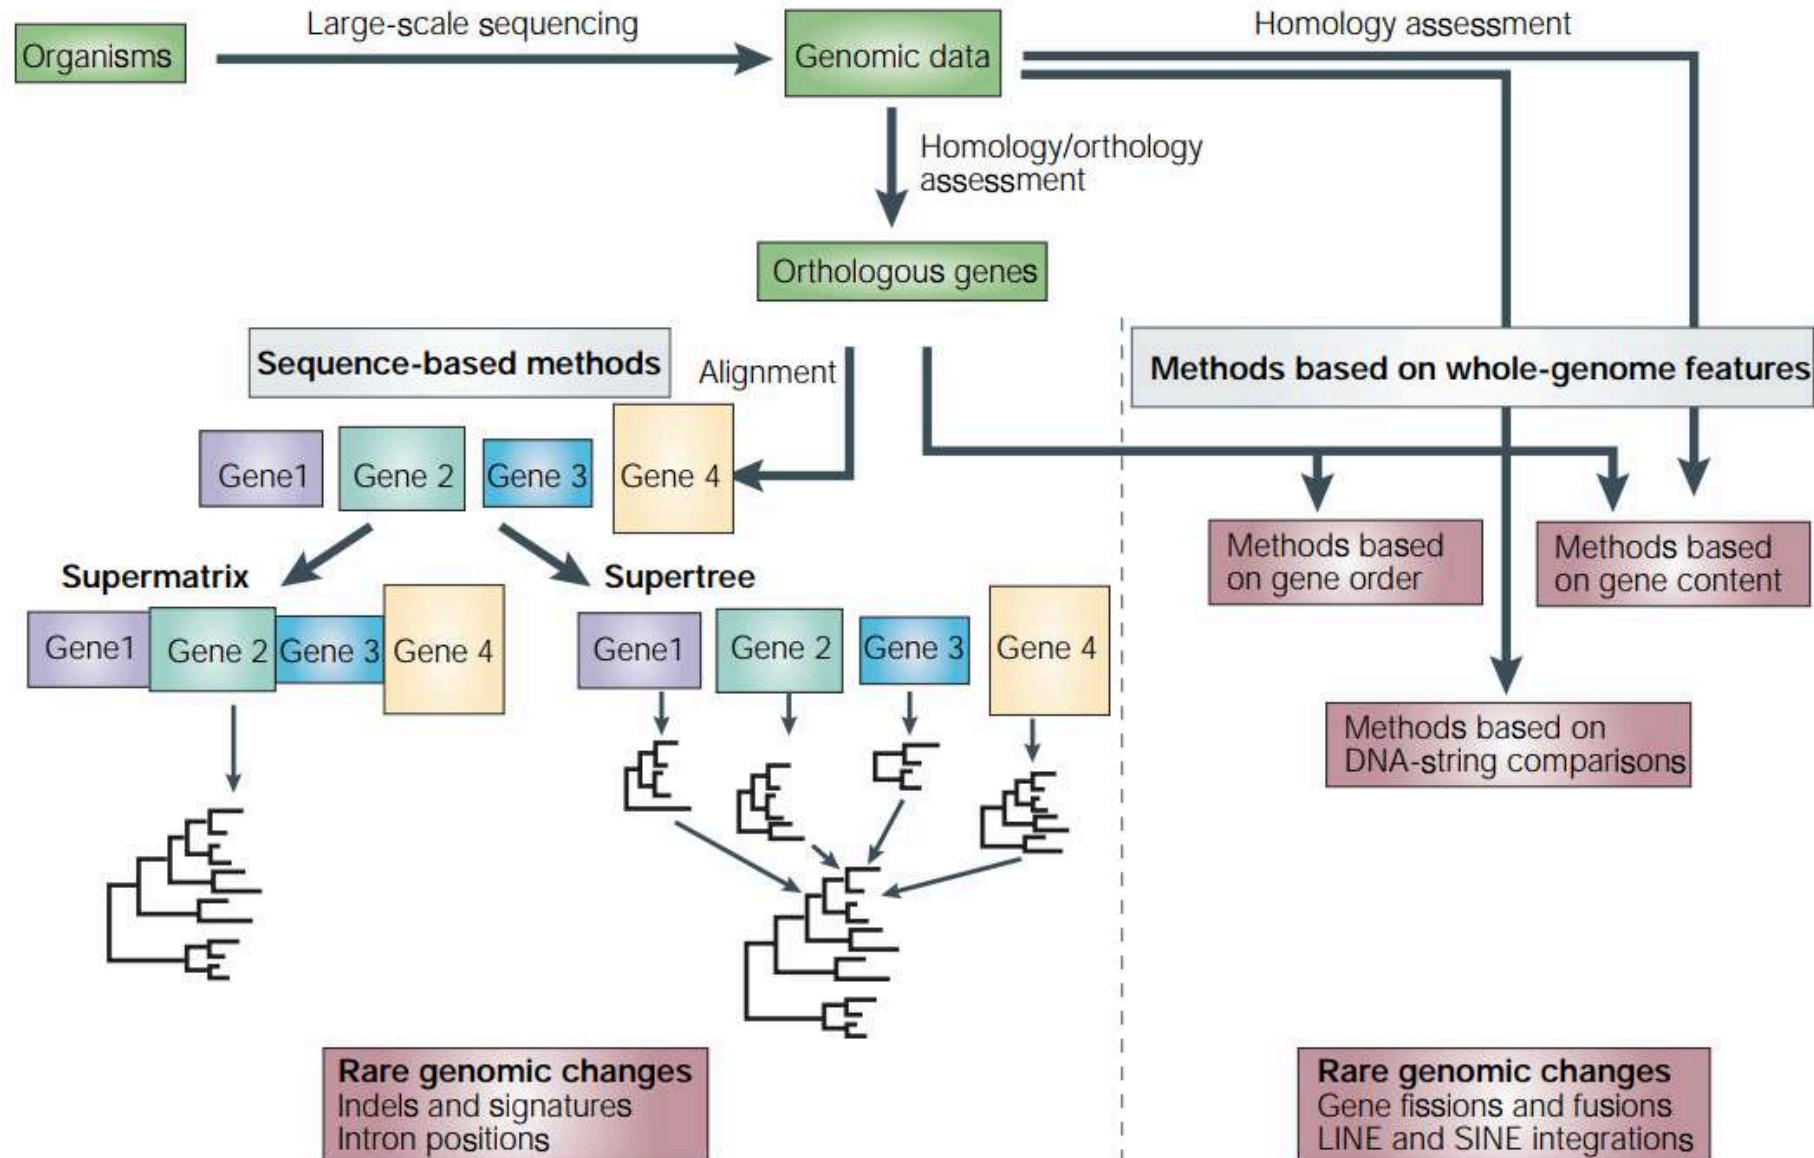 Organisms
Large-scale sequencing
Genomic data
Homology assessment
Homology/orthology
assessment
Orthologous genes
Sequence-based methods
Alignment
Gene1
Gene 2
Gene 3
Gene 4
Supermatrix
Gene1
Gene 2
Gene 3
Gene 4
Supertree
Gene1
Gene 2
Gene 3
Gene 4
Rare genomic changes
Indels and signatures
Intron positions
Methods based on whole-genome features
Methods based
on gene order
Methods based
on gene content
Methods based on
DNA-string comparisons
Rare genomic changes
Gene fissions and fusions
LINE and SINE integrations